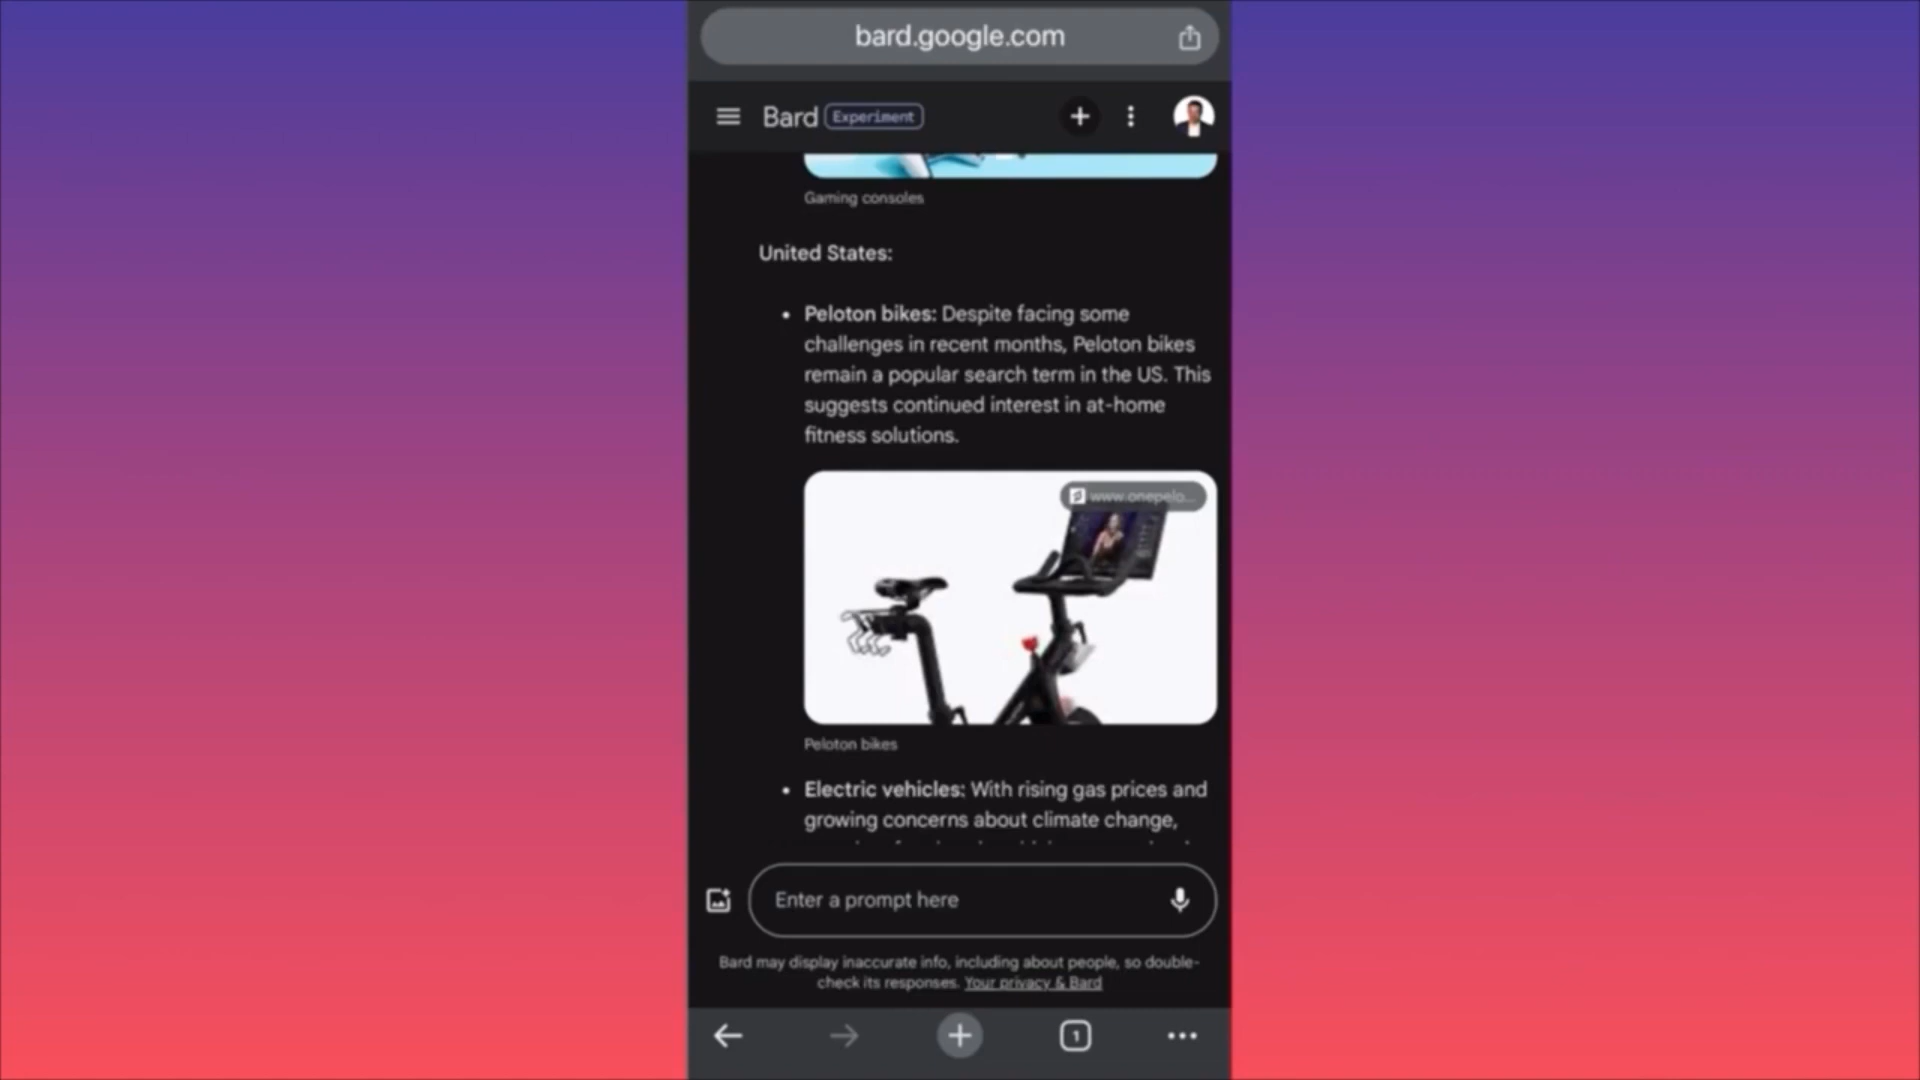 bard.google.com
Bard Experiment
Gaming consoles
United States:
• Peloton bikes: Despite facing some
challenges in recent months, Peloton bikes
remain a popular search term in the US. This
suggests continued interest in at-home
fitness solutions.
www.onepelo...
Peloton bikes
• Electric vehicles: With rising gas prices and
growing concerns about climate change,
Enter a prompt here
Bard may display inaccurate info, including about people, so double-
check its responses. Your privacy & Bard
1